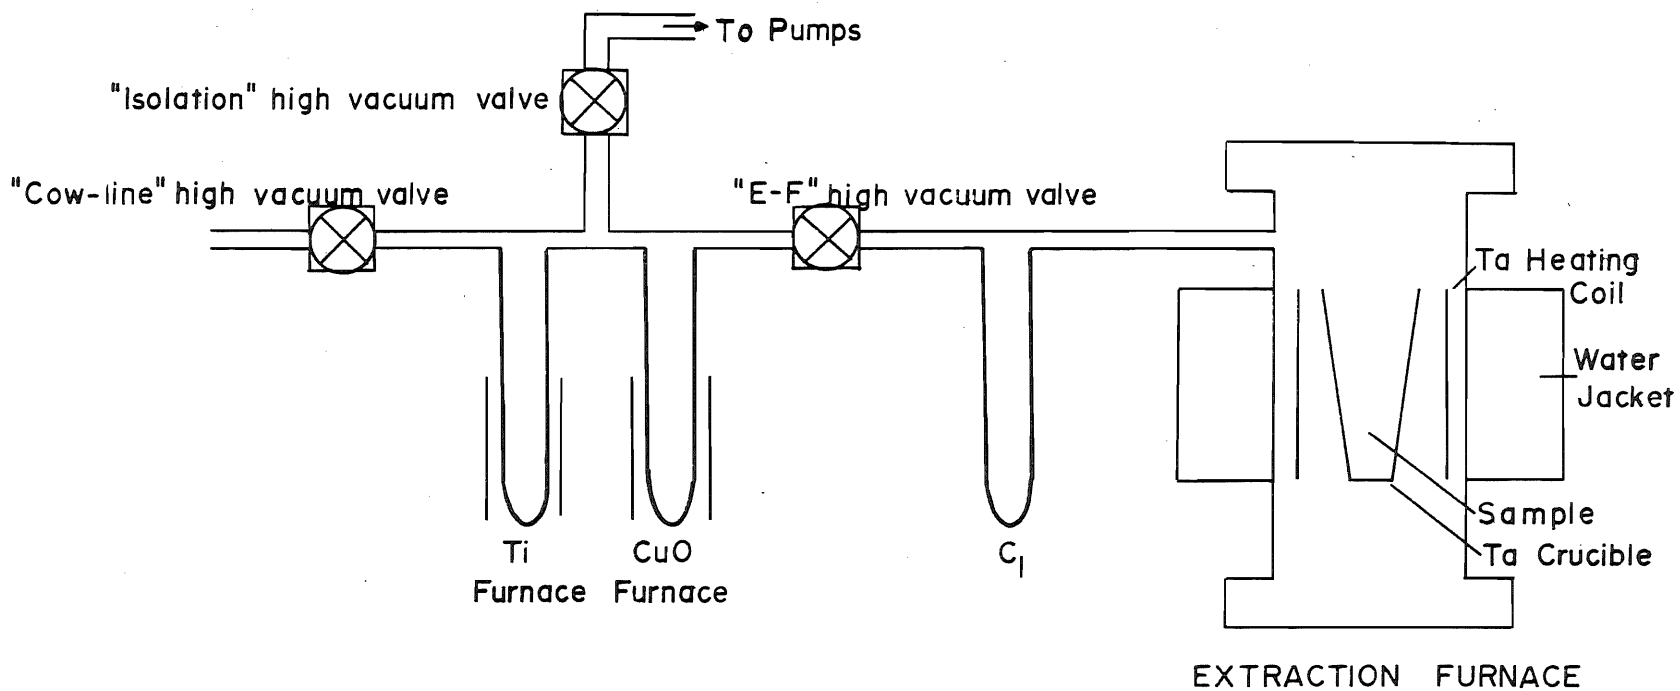 To Pumps
"Isolation" high vacuum valve
"Cow-line" high vacuum valve
"E-F" high vacuum valve
Ta Heating
Coil
Water
Jacket
Sample
Ta Crucible
Ti
Furnace
CuO
Furnace
C1
EXTRACTION FURNACE